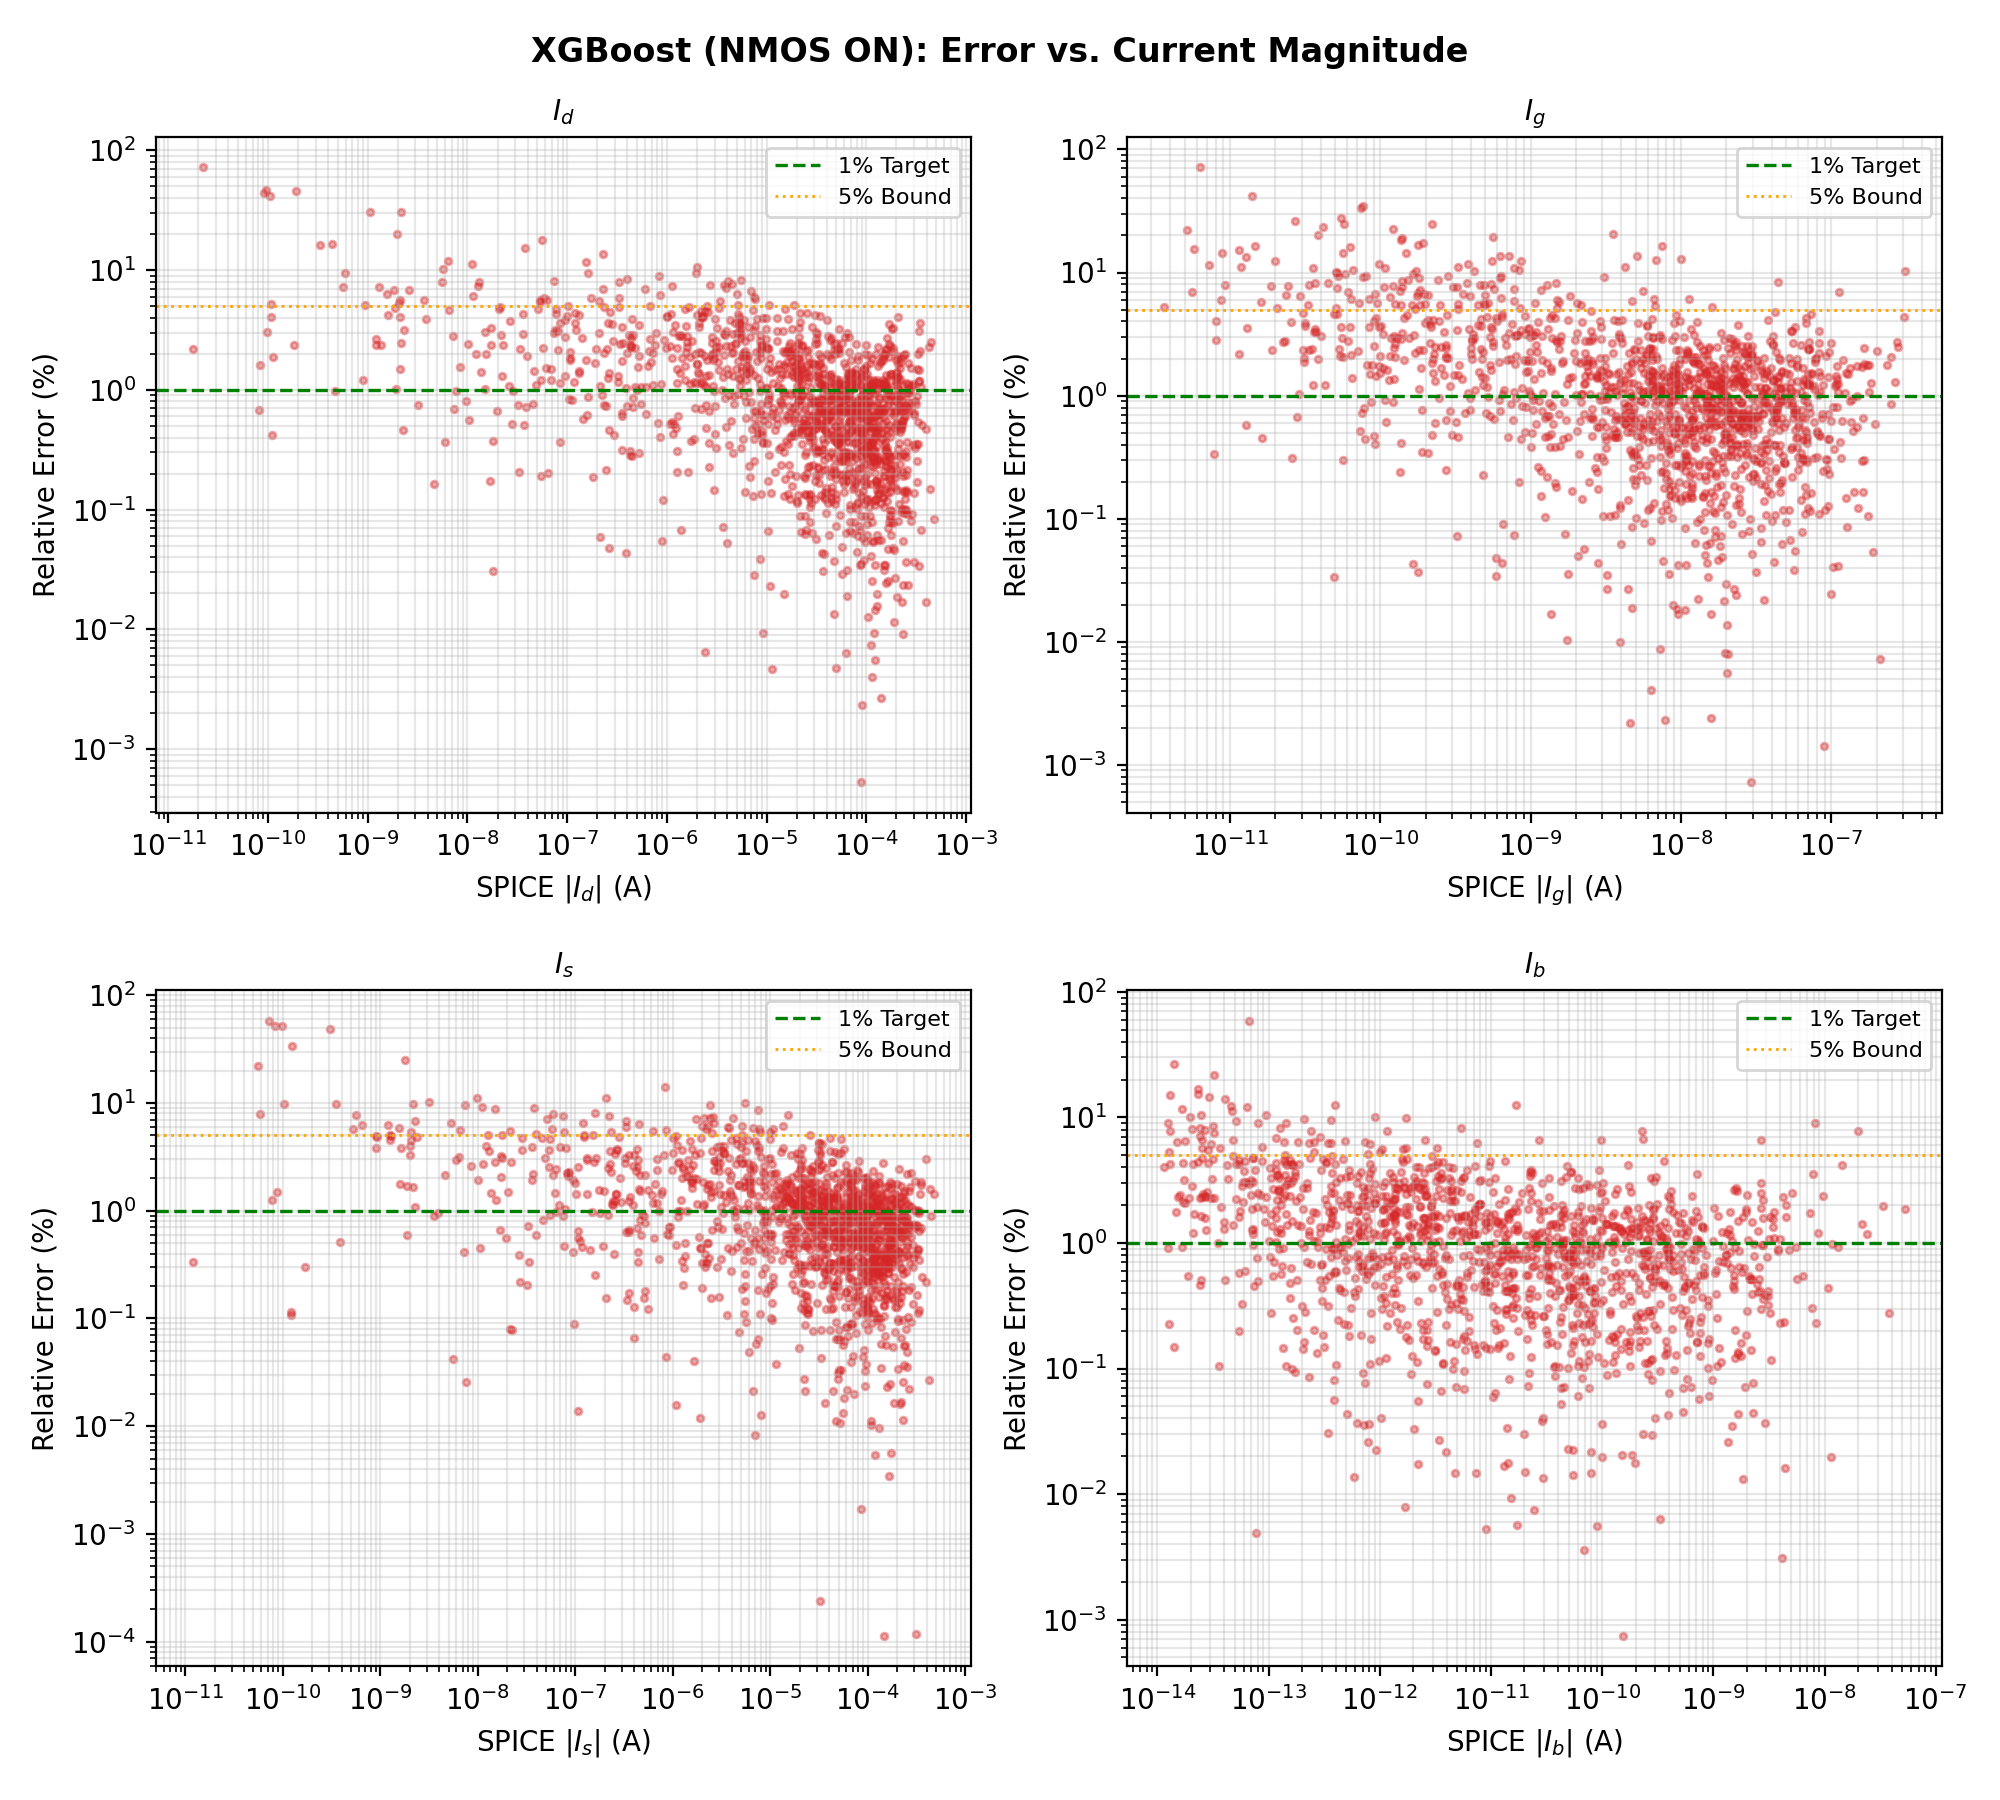 XGBoost (NMOS ON): Error vs. Current Magnitude
I_d
10^2
10^1
10^0
10^-1
10^-2
10^-3
Relative Error (%)
1% Target
5% Bound
10^-11 10^-10 10^-9 10^-8 10^-7 10^-6 10^-5 10^-4 10^-3
SPICE |I_d| (A)
I_g
10^2
10^1
10^0
10^-1
10^-2
10^-3
Relative Error (%)
1% Target
5% Bound
10^-11 10^-10 10^-9 10^-8 10^-7
SPICE |I_g| (A)
I_s
10^2
10^1
10^0
10^-1
10^-2
10^-3
10^-4
Relative Error (%)
1% Target
5% Bound
10^-11 10^-10 10^-9 10^-8 10^-7 10^-6 10^-5 10^-4 10^-3
SPICE |I_s| (A)
I_b
10^2
10^1
10^0
10^-1
10^-2
10^-3
Relative Error (%)
1% Target
5% Bound
10^-14 10^-13 10^-12 10^-11 10^-10 10^-9 10^-8 10^-7
SPICE |I_b| (A)